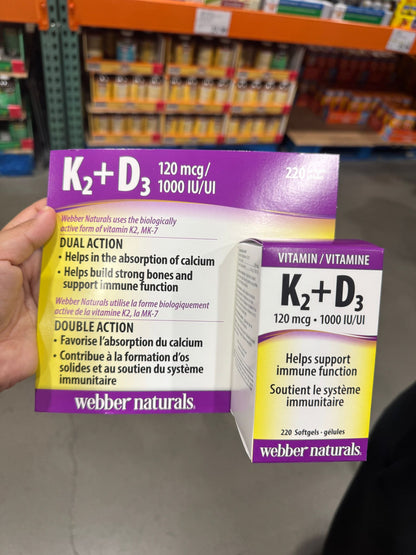 K2+D3 120 mcg/
1000 IU/UI
220
Webber Naturals uses the biologically
active form of vitamin K2, MK-7
DUAL ACTION
• Helps in the absorption of calcium
• Helps build strong bones and
support immune function
Webber Naturals utilise la forme biologiquement
active de la vitamine K2, la MK-7
DOUBLE ACTION
• Favorise l'absorption du calcium
• Contribue à la formation d'os
solides et au soutien du système
immunitaire
webber naturals®
VITAMIN / VITAMINE
K2+D3
120 mcg • 1000 IU/UI
Helps support
immune function
Soutient le système
immunitaire
220 Softgels • gélules
webber naturals®